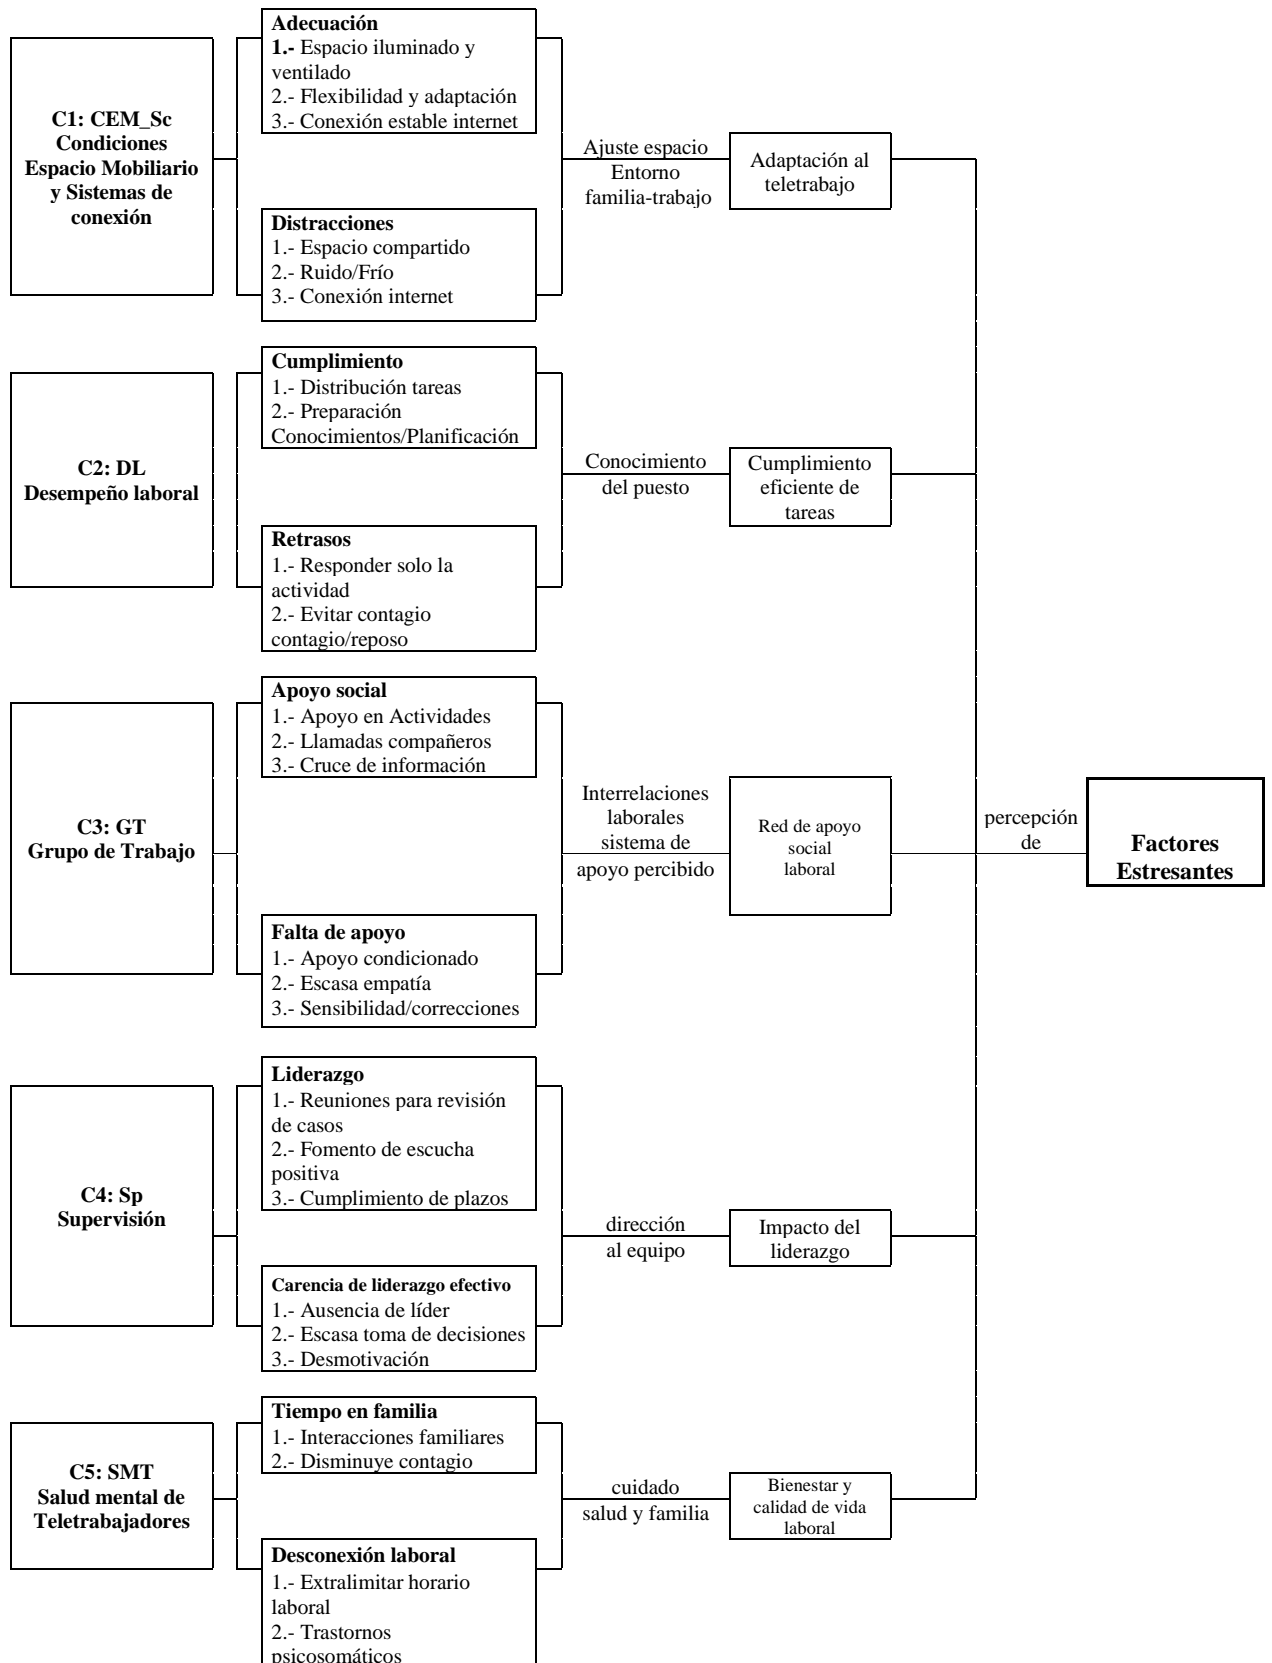 C1: CEM_Sc
Condiciones
Espacio Mobiliario
y Sistemas de
conexión
Adecuación
1.- Espacio iluminado y
ventilado
2.- Flexibilidad y adaptación
3.- Conexión estable internet
Distracciones
1.- Espacio compartido
2.- Ruido/Frío
3.- Conexión internet
Ajuste espacio
Entorno
familia-trabajo
Adaptación al
teletrabajo
C2: DL
Desempeño laboral
Cumplimiento
1.- Distribución tareas
2.- Preparación
Conocimientos/Planificación
Retrasos
1.- Responder solo la
actividad
2.- Evitar contagio
contagio/reposo
Conocimiento
del puesto
Cumplimiento
eficiente de
tareas
C3: GT
Grupo de Trabajo
Apoyo social
1.- Apoyo en Actividades
2.- Llamadas compañeros
3.- Cruce de información
Falta de apoyo
1.- Apoyo condicionado
2.- Escasa empatía
3.- Sensibilidad/correcciones
Interrelaciones
laborales
sistema de
apoyo percibido
Red de apoyo
social
laboral
percepción
de
Factores
Estresantes
C4: Sp
Supervisión
Liderazgo
1.- Reuniones para revisión
de casos
2.- Fomento de escucha
positiva
3.- Cumplimiento de plazos
Carencia de liderazgo efectivo
1.- Ausencia de líder
2.- Escasa toma de decisiones
3.- Desmotivación
dirección
al equipo
Impacto del
liderazgo
C5: SMT
Salud mental de
Teletrabajadores
Tiempo en familia
1.- Interacciones familiares
2.- Disminuye contagio
Desconexión laboral
1.- Extralimitar horario
laboral
2.- Trastornos
psicosomáticos
cuidado
salud y familia
Bienestar y
calidad de vida
laboral